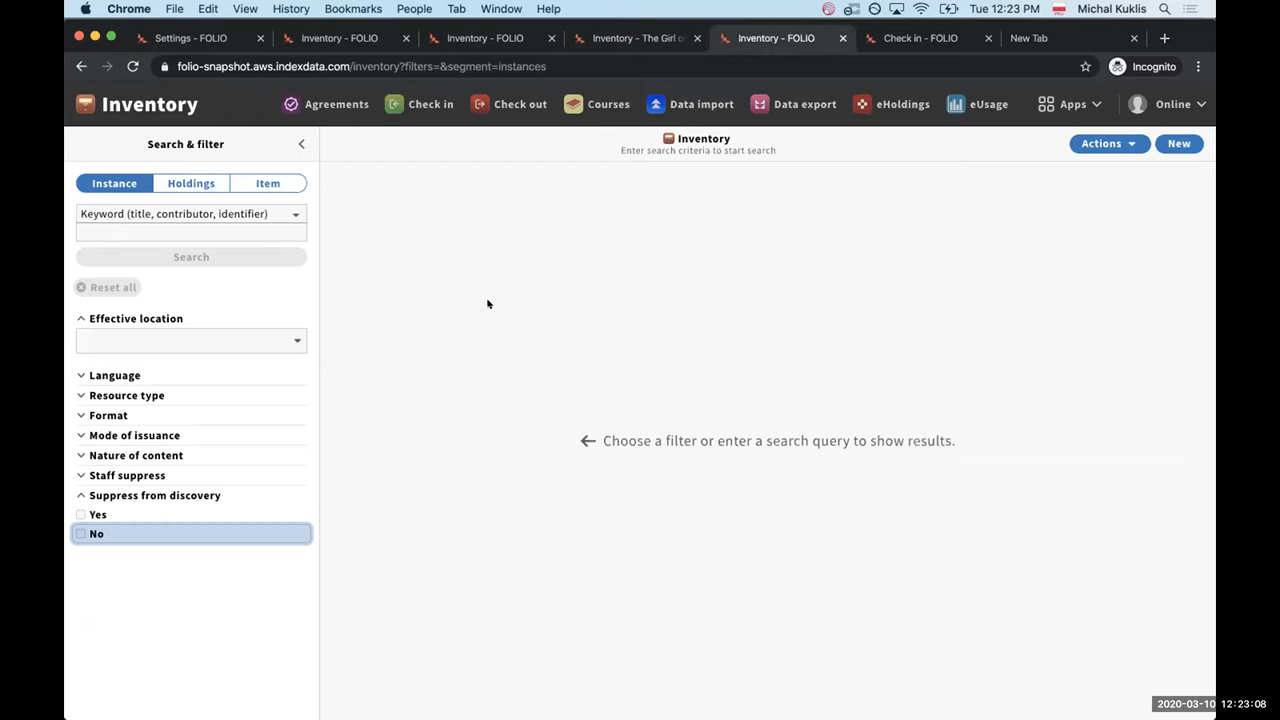 Chrome File Edit View History Bookmarks People Tab Window Help Tue 12:23 PM Michal Kuklis
Settings - FOLIO Inventory - FOLIO Inventory - FOLIO Inventory - The Girl o Inventory - FOLIO Check in - FOLIO New Tab
folio-snapshot.aws.indexdata.com/inventory?filters=&segment=instances Incognito
Inventory Agreements Check in Check out Courses Data import Data export eHoldings eUsage Apps Online
Search & filter
Inventory
Enter search criteria to start search
Actions New
Instance Holdings Item
Keyword (title, contributor, identifier)
Search
Reset all
Effective location
Language
Resource type
Format
Mode of issuance
Nature of content
Staff suppress
Suppress from discovery
Yes
No
Choose a filter or enter a search query to show results.
2020-03-10 12:23:08